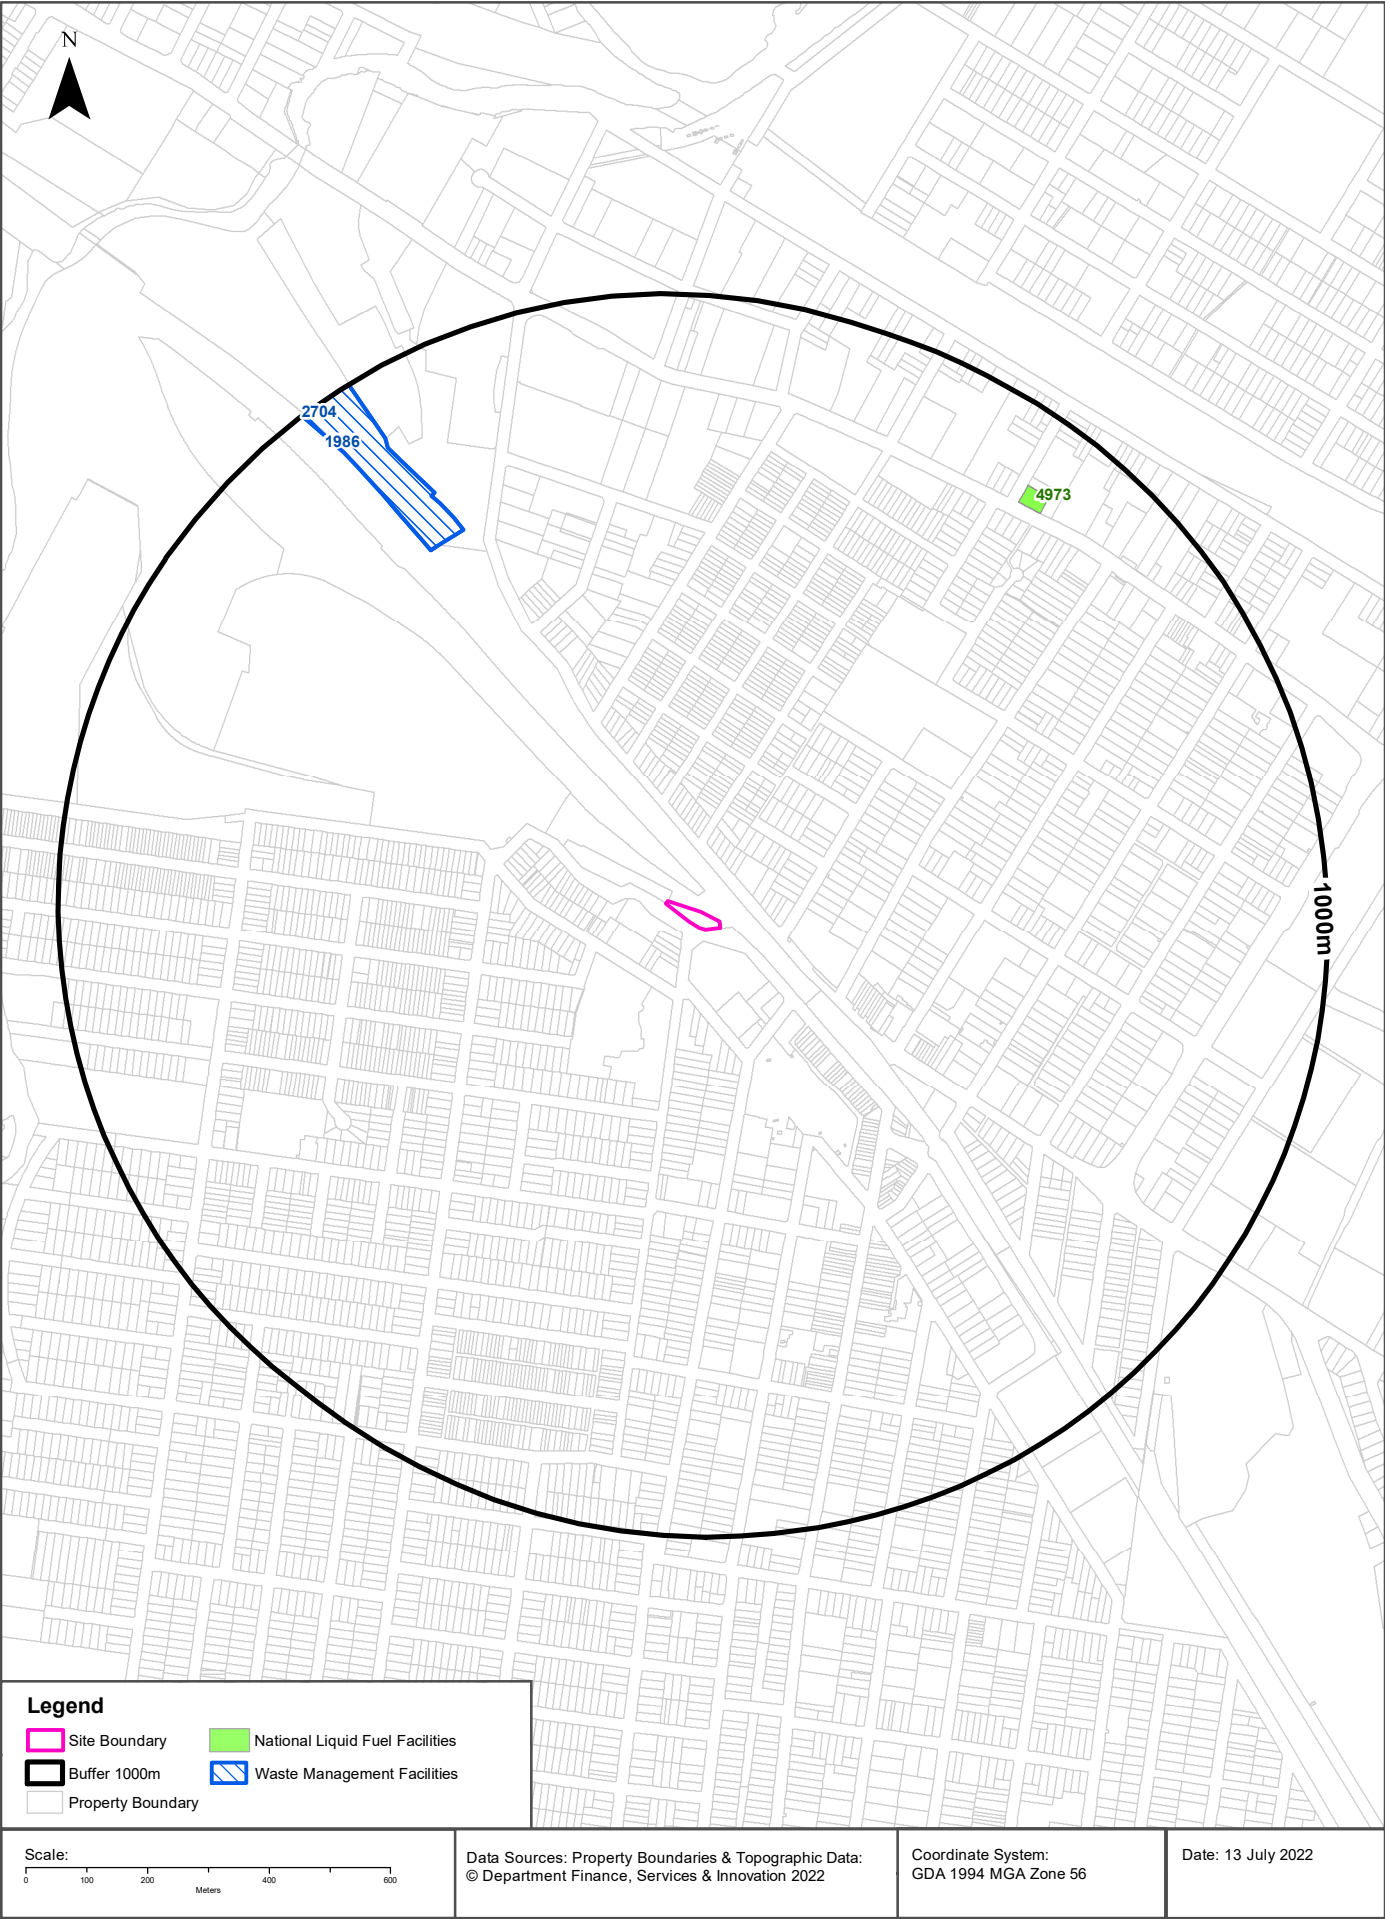 N
2704
1986
4973
1000m
Legend
Site Boundary
National Liquid Fuel Facilities
Buffer 1000m
Waste Management Facilities
Property Boundary
Scale:
0 100 200 400 600
Meters
Data Sources: Property Boundaries & Topographic Data:
© Department Finance, Services & Innovation 2022
Coordinate System:
GDA 1994 MGA Zone 56
Date: 13 July 2022